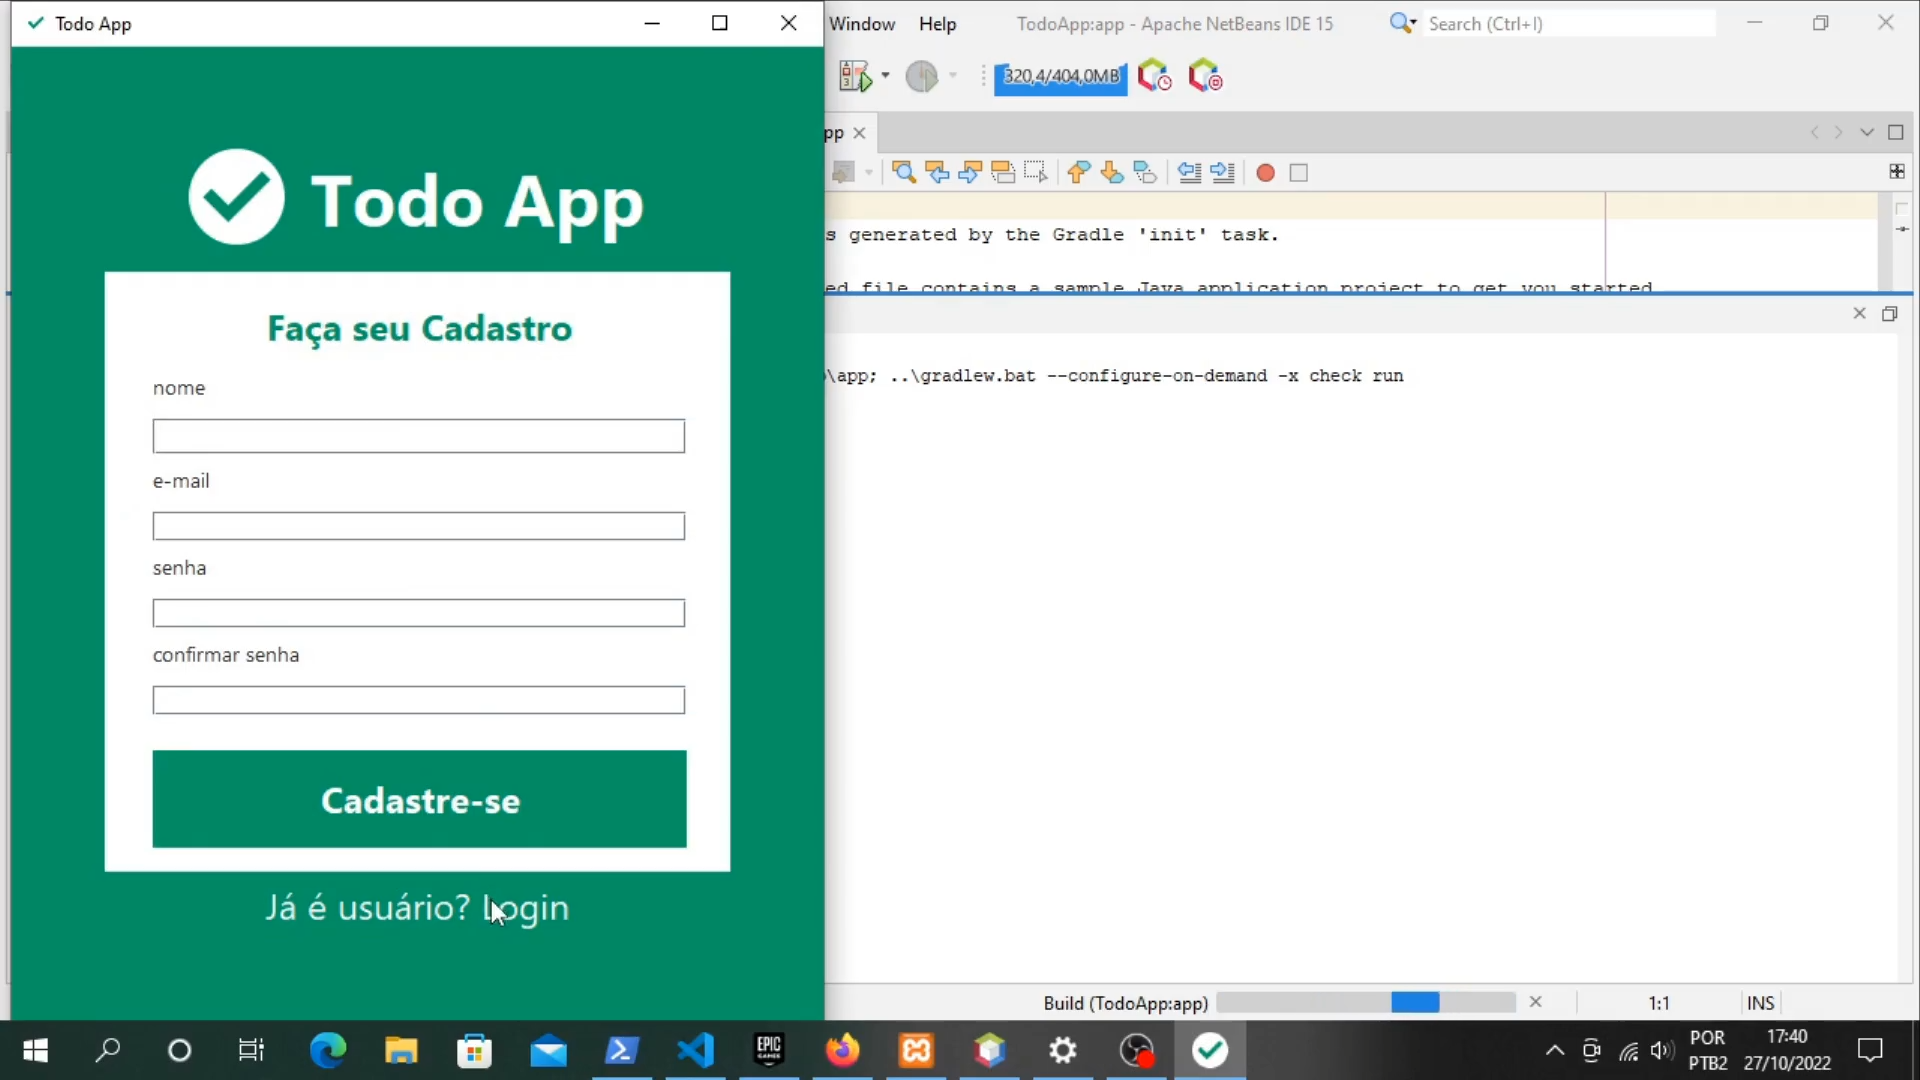 Todo App
Window Help TodoApp:app - Apache NetBeans IDE 15 Search (Ctrl+I)
320,4/404,0MB
pp
Todo App
s generated by the Gradle 'init' task.
ed file contains a sample Java application project to get you started
Faça seu Cadastro
\app; ..\gradlew.bat --configure-on-demand -x check run
nome
e-mail
senha
confirmar senha
Cadastre-se
Já é usuário? Login
Build (TodoApp:app) 1:1 INS
EPIC GAMES
POR 17:40
PTB2 27/10/2022